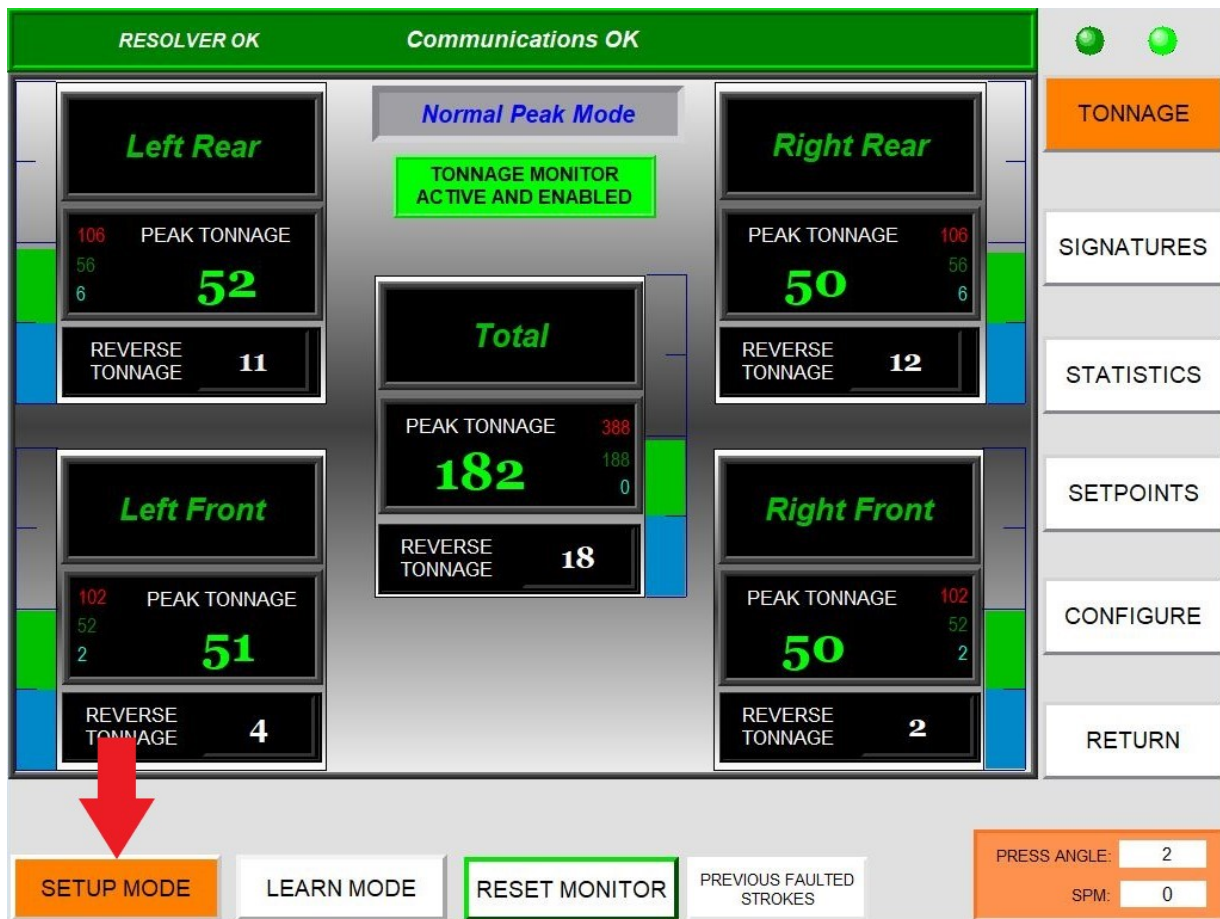 RESOLVER OK
Communications OK
Left Rear
106
56
6
PEAK TONNAGE
52
REVERSE
TONNAGE
11
Normal Peak Mode
TONNAGE MONITOR
ACTIVE AND ENABLED
Right Rear
PEAK TONNAGE
50
106
56
6
REVERSE
TONNAGE
12
Total
PEAK TONNAGE
182
388
188
0
REVERSE
TONNAGE
18
Left Front
102
52
2
PEAK TONNAGE
51
REVERSE
TONNAGE
4
Right Front
PEAK TONNAGE
50
102
52
2
REVERSE
TONNAGE
2
TONNAGE
SIGNATURES
STATISTICS
SETPOINTS
CONFIGURE
RETURN
SETUP MODE
LEARN MODE
RESET MONITOR
PREVIOUS FAULTED
STROKES
PRESS ANGLE: 2
SPM: 0